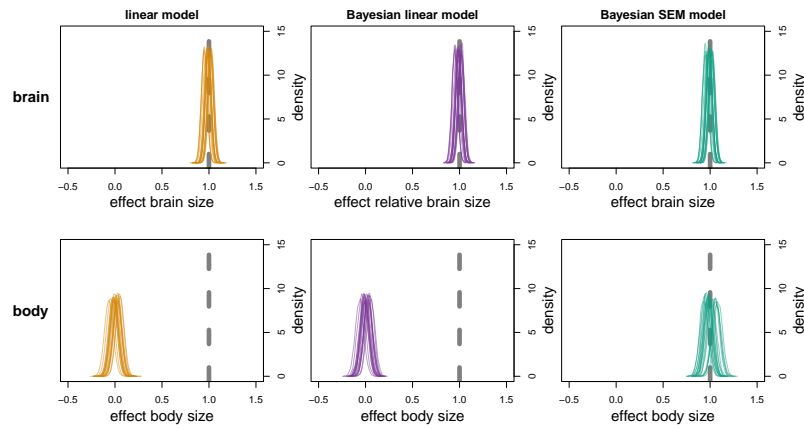 linear model Bayesian linear model Bayesian SEM model
brain
0 5 10 15
density
0 5 10 15
density
0 5 10 15
density
−0.5 0.0 0.5 1.0 1.5
effect brain size
−0.5 0.0 0.5 1.0 1.5
effect relative brain size
−0.5 0.0 0.5 1.0 1.5
effect brain size
body
0 5 10 15
density
0 5 10 15
density
0 5 10 15
density
−0.5 0.0 0.5 1.0 1.5
effect body size
−0.5 0.0 0.5 1.0 1.5
effect body size
−0.5 0.0 0.5 1.0 1.5
effect body size